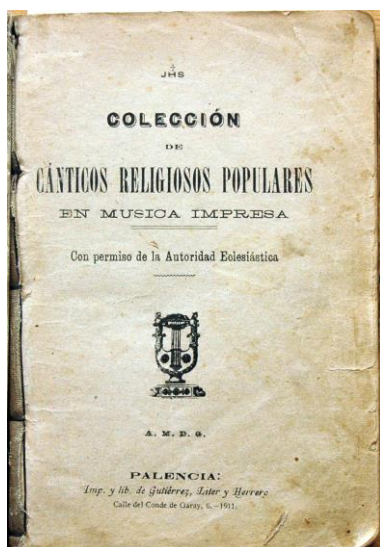 JHS
COLECCIÓN
DE
CÁNTICOS RELIGIOSOS POPULARES
EN MUSICA IMPRESA
Con permiso de la Autoridad Eclesiástica
A. M. D. G.
PALENCIA:
Imp. y lib. de Gutiérrez, Liter y Herrero
Calle del Conde de Garay, 6.—1911.